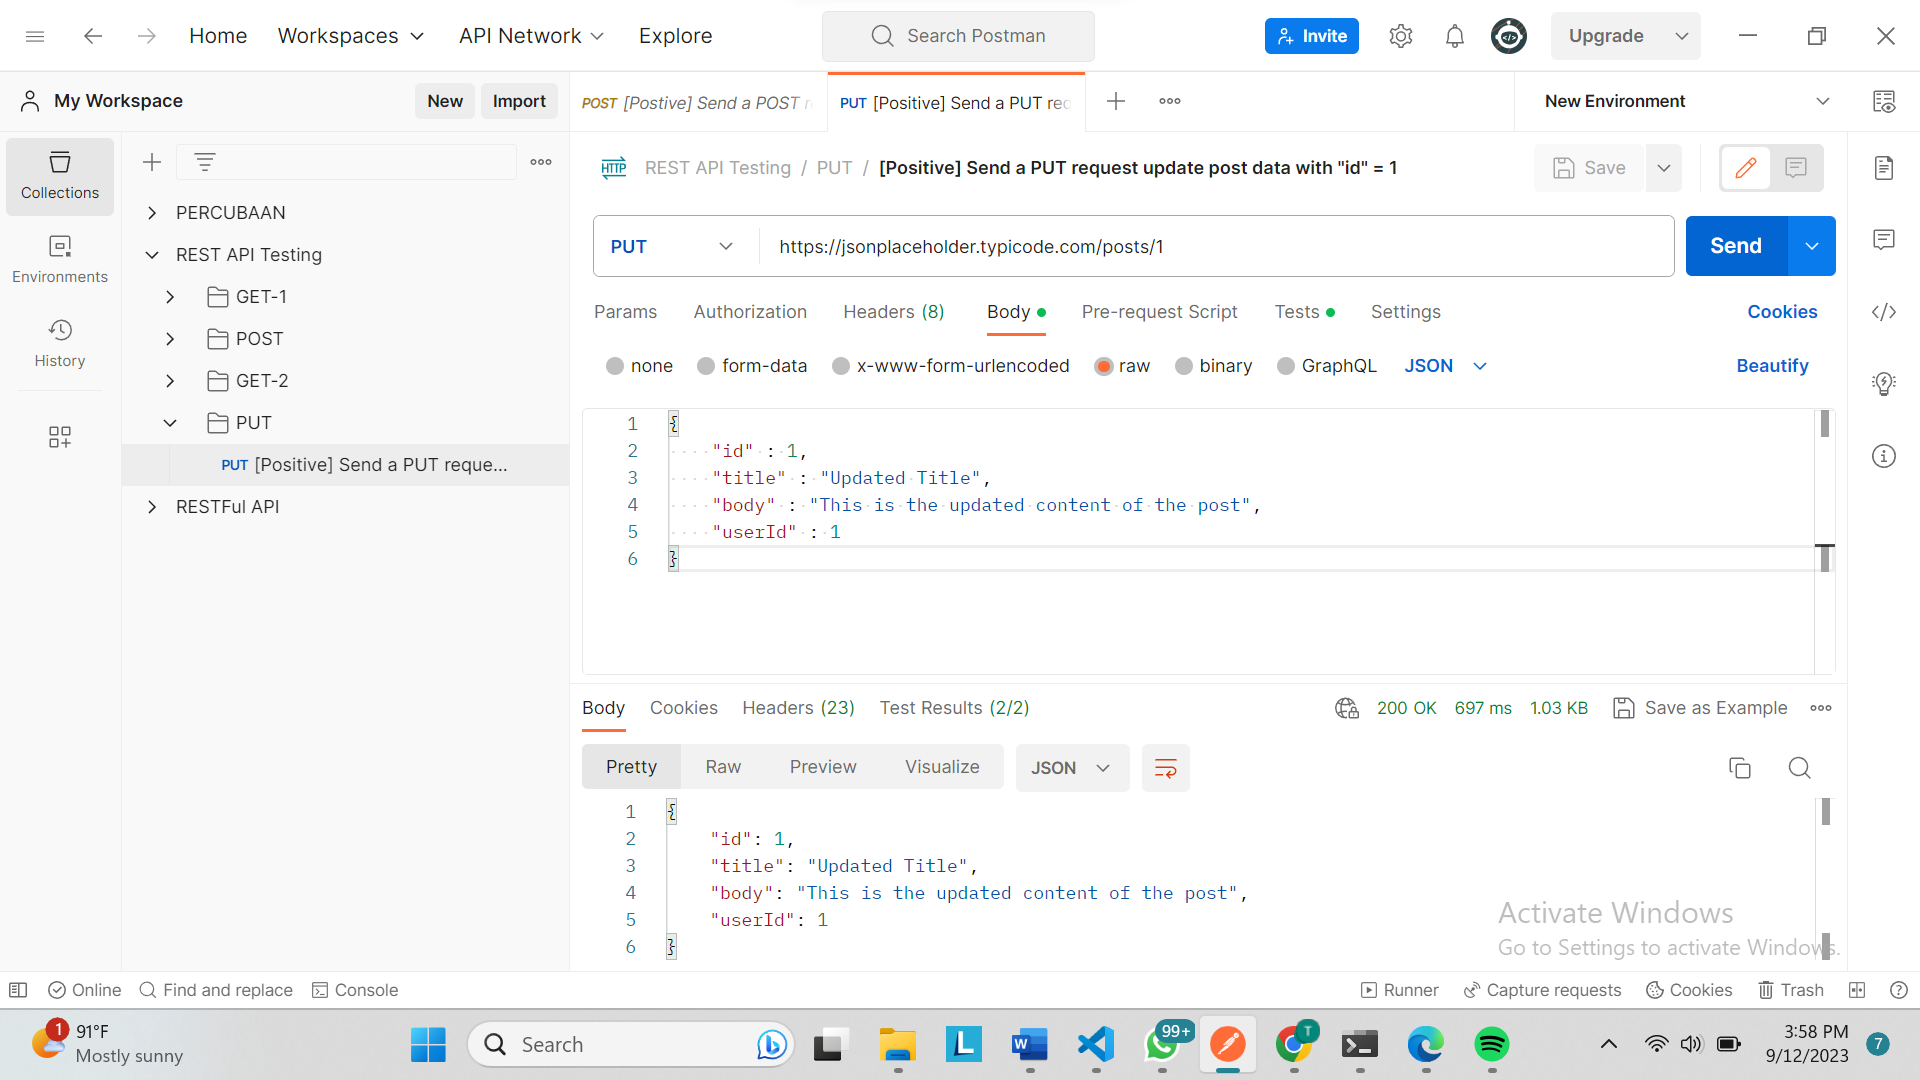 Home Workspaces API Network Explore Search Postman Invite Upgrade
My Workspace New Import
POST [Postive] Send a POST r
PUT [Positive] Send a PUT rec
New Environment
Collections
Environments
History
PERCUBAAN
REST API Testing
GET-1
POST
GET-2
PUT
PUT [Positive] Send a PUT reque...
RESTFul API
HTTP REST API Testing / PUT / [Positive] Send a PUT request update post data with "id" = 1 Save
PUT https://jsonplaceholder.typicode.com/posts/1 Send
Params Authorization Headers (8) Body Pre-request Script Tests Settings Cookies
none form-data x-www-form-urlencoded raw binary GraphQL JSON Beautify
1 {
2 "id" : 1,
3 "title" : "Updated Title",
4 "body" : "This is the updated content of the post",
5 "userId" : 1
6 }
Body Cookies Headers (23) Test Results (2/2) 200 OK 697 ms 1.03 KB Save as Example
Pretty Raw Preview Visualize JSON
1 {
2 "id": 1,
3 "title": "Updated Title",
4 "body": "This is the updated content of the post",
5 "userId": 1
6 }
Activate Windows
Go to Settings to activate Windows.
Online Find and replace Console Runner Capture requests Cookies Trash
1 91°F
Mostly sunny
Search
L
W
99+
T
3:58 PM
9/12/2023
7